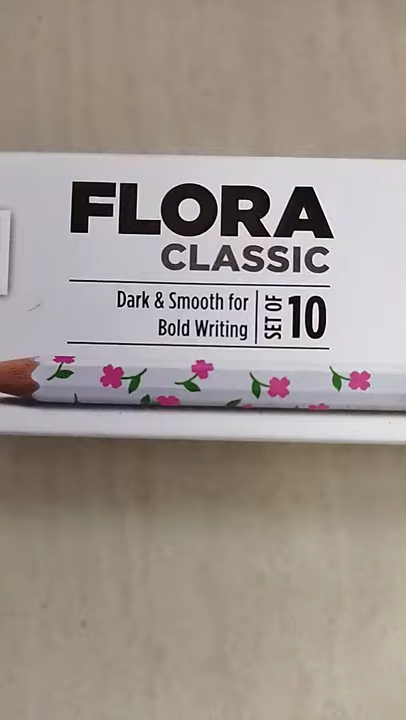 FLORA
CLASSIC
Dark & Smooth for
Bold Writing
SET OF 10